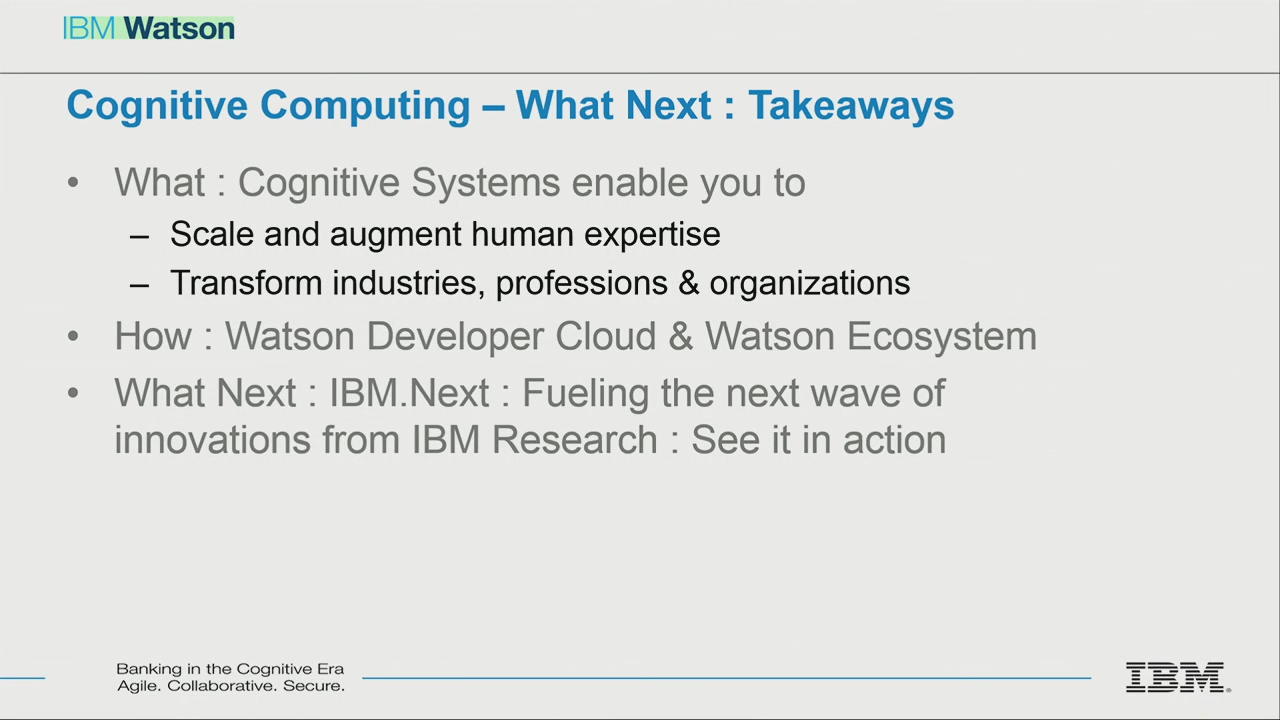 IBM Watson
Cognitive Computing – What Next : Takeaways
• What : Cognitive Systems enable you to
– Scale and augment human expertise
– Transform industries, professions & organizations
• How : Watson Developer Cloud & Watson Ecosystem
• What Next : IBM.Next : Fueling the next wave of
innovations from IBM Research : See it in action
Banking in the Cognitive Era
Agile. Collaborative. Secure.
IBM®